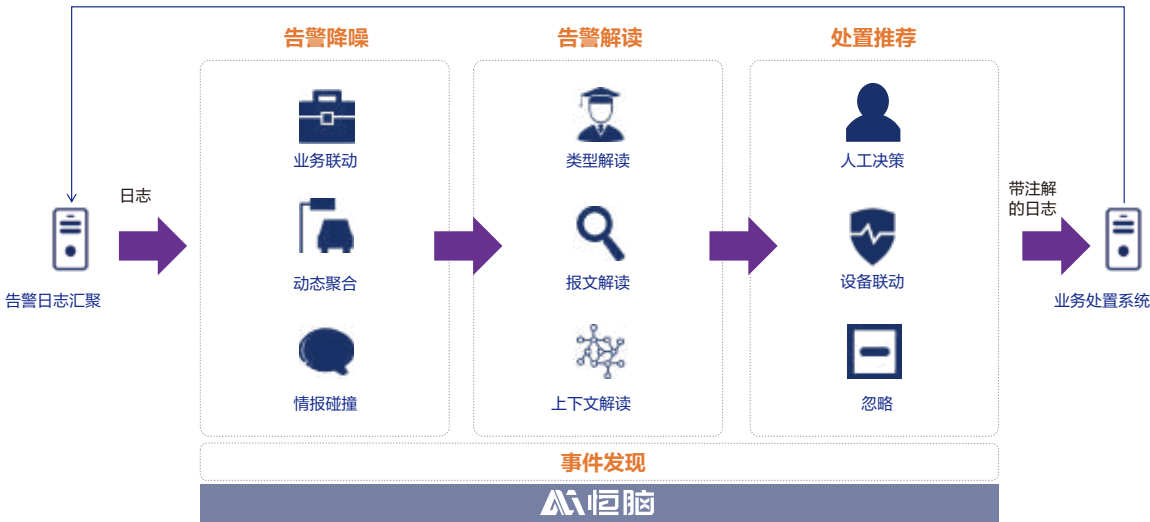 告警降噪
告警解读
处置推荐
业务联动
类型解读
人工决策
日志
带注解
的日志
动态聚合
报文解读
设备联动
告警日志汇聚
业务处置系统
情报碰撞
上下文解读
忽略
事件发现
AI恒脑